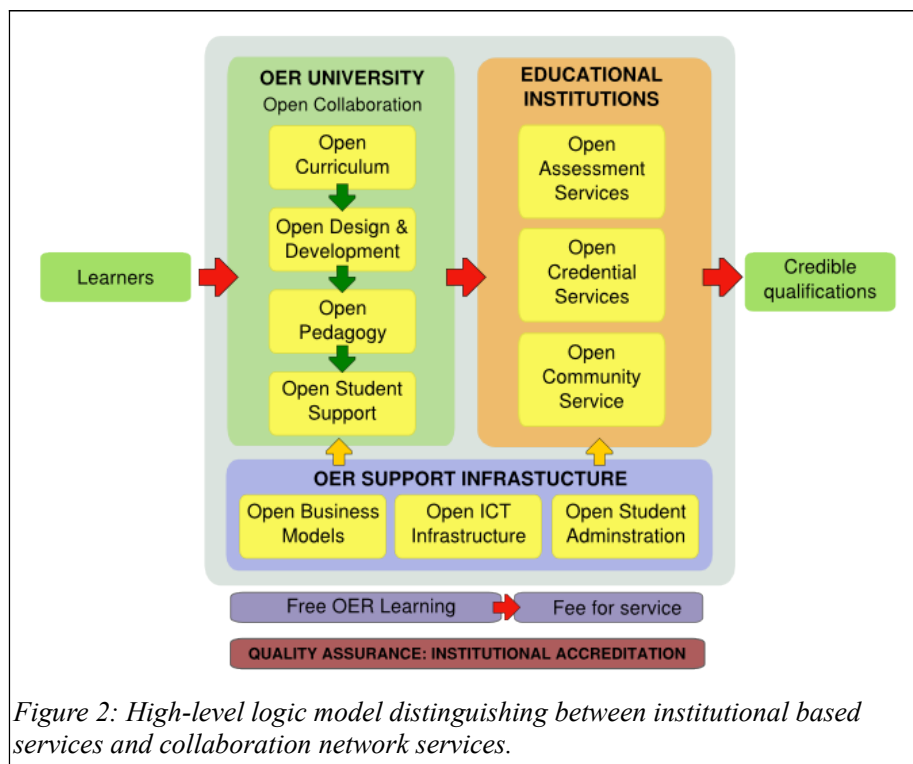 OER UNIVERSITY
Open Collaboration
Open
Curriculum
Open Design &
Development
Open
Pedagogy
Open Student
Support
EDUCATIONAL
INSTITUTIONS
Open
Assessment
Services
Open
Credential
Services
Open
Community
Service
Learners
Credible
qualifications
OER SUPPORT INFRASTUCTURE
Open Business
Models
Open ICT
Infrastructure
Open Student
Adminstration
Free OER Learning
Fee for service
QUALITY ASSURANCE: INSTITUTIONAL ACCREDITATION
Figure 2: High-level logic model distinguishing between institutional based
services and collaboration network services.